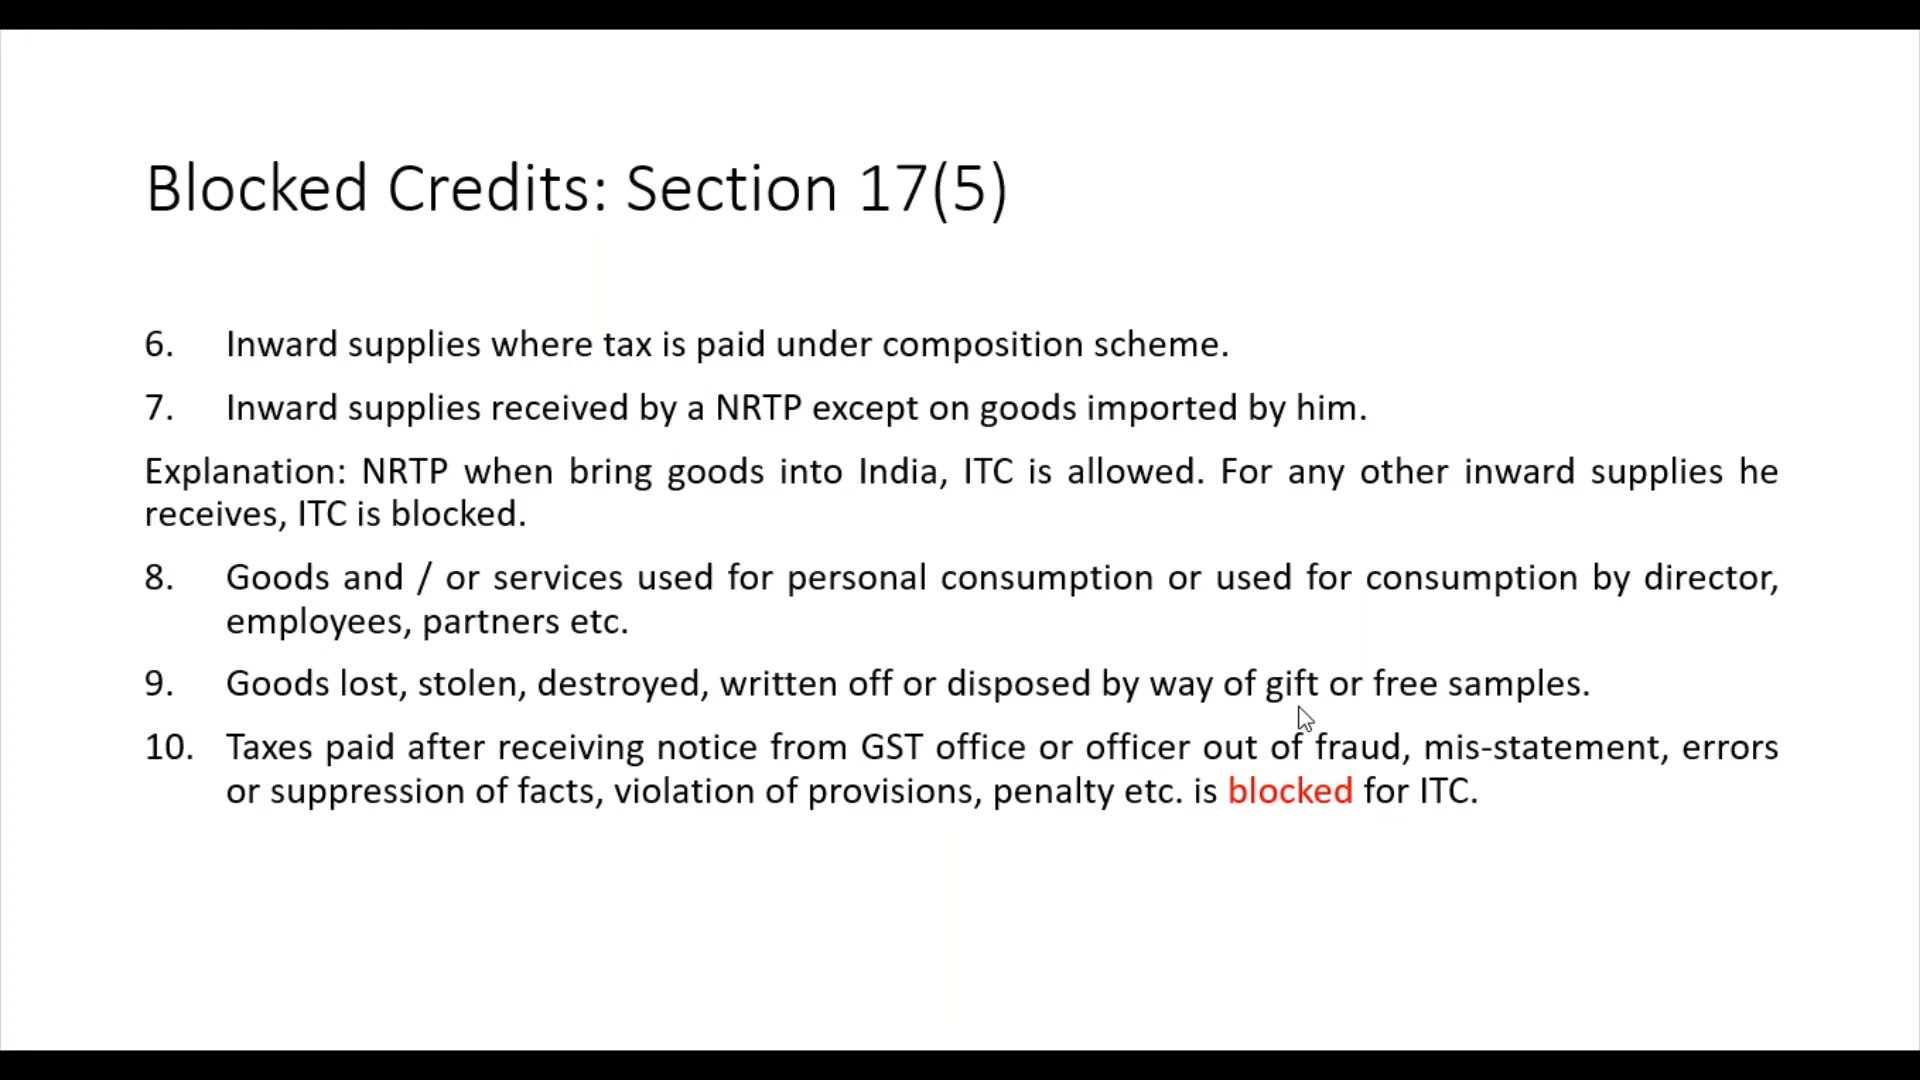 Blocked Credits: Section 17(5)
6. Inward supplies where tax is paid under composition scheme.
7. Inward supplies received by a NRTP except on goods imported by him.
Explanation: NRTP when bring goods into India, ITC is allowed. For any other inward supplies he
receives, ITC is blocked.
8. Goods and / or services used for personal consumption or used for consumption by director,
employees, partners etc.
9. Goods lost, stolen, destroyed, written off or disposed by way of gift or free samples.
10. Taxes paid after receiving notice from GST office or officer out of fraud, mis-statement, errors
or suppression of facts, violation of provisions, penalty etc. is blocked for ITC.